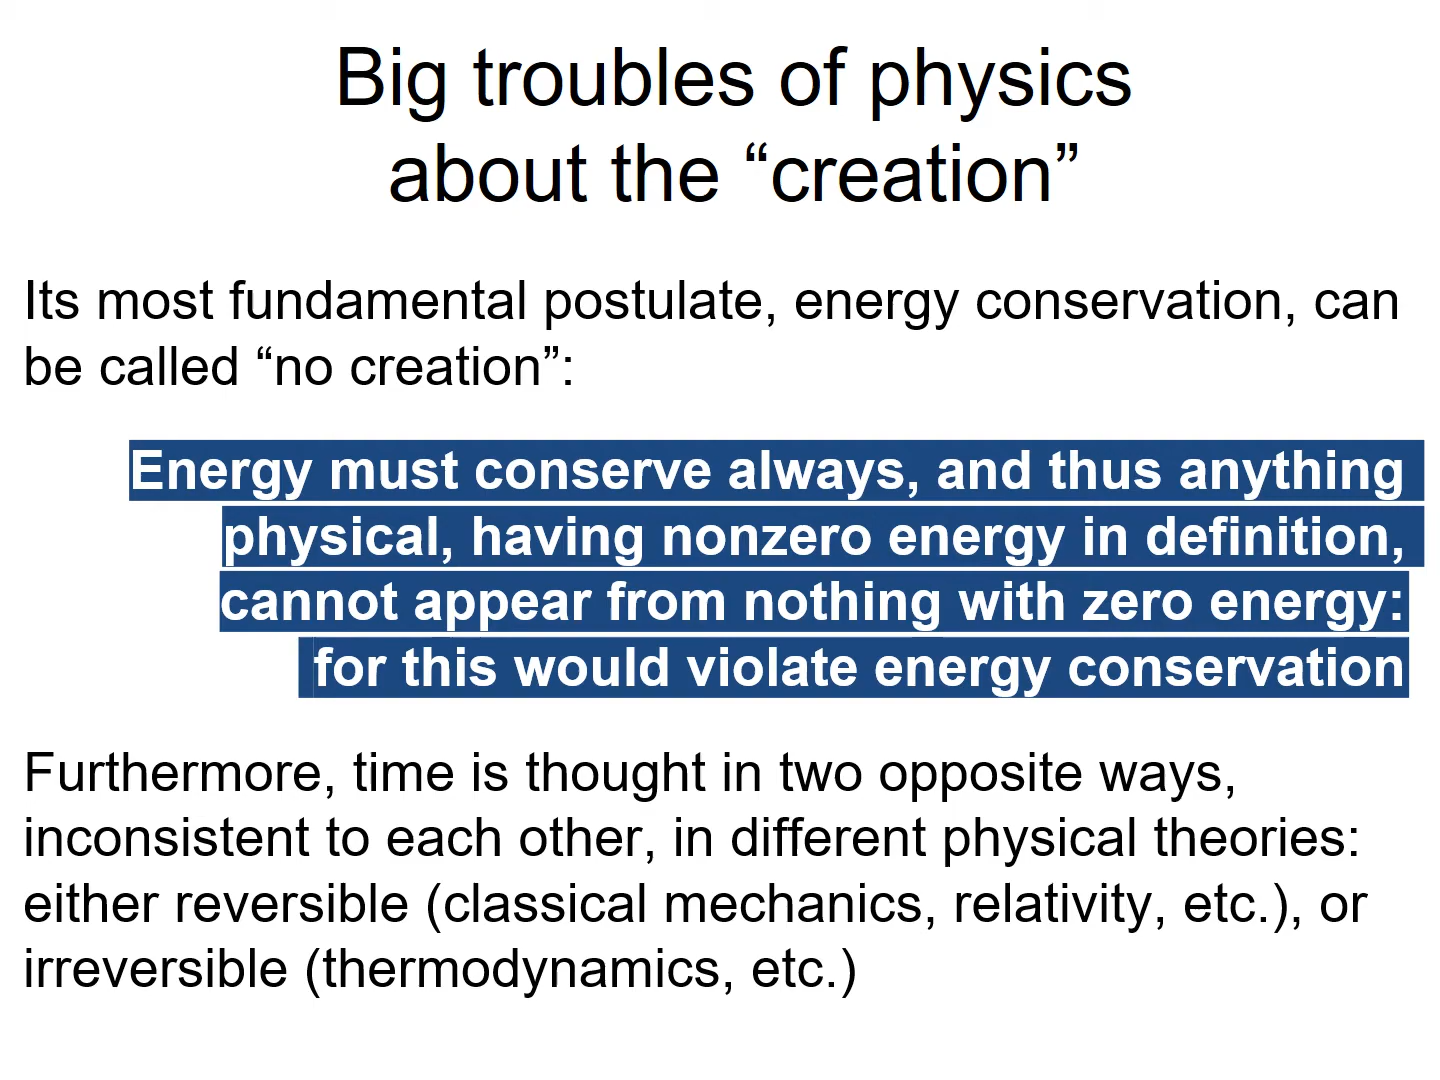 Big troubles of physics
about the “creation”
Its most fundamental postulate, energy conservation, can
be called “no creation”:
Energy must conserve always, and thus anything
physical, having nonzero energy in definition,
cannot appear from nothing with zero energy:
for this would violate energy conservation
Furthermore, time is thought in two opposite ways,
inconsistent to each other, in different physical theories:
either reversible (classical mechanics, relativity, etc.), or
irreversible (thermodynamics, etc.)